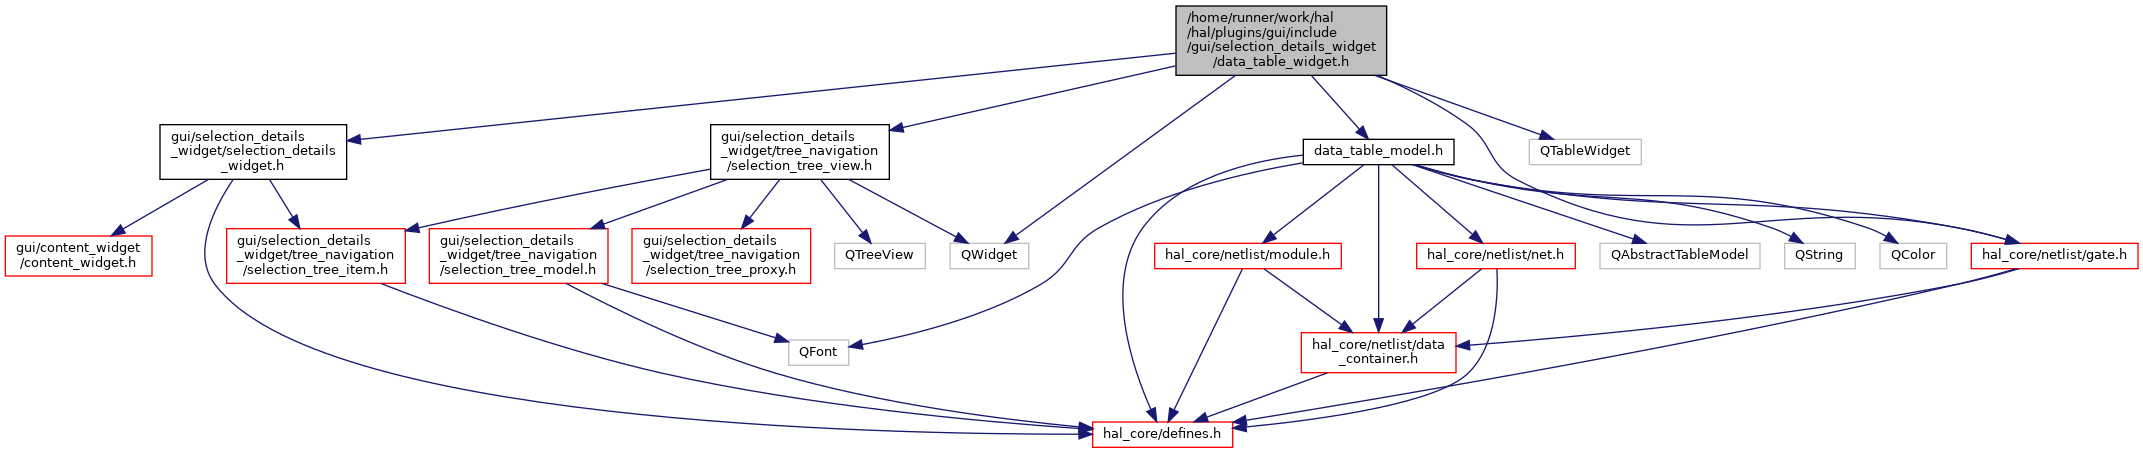 /home/runner/work/hal
/hal/plugins/gui/include
/gui/selection_details_widget
/data_table_widget.h
gui/selection_details
_widget/selection_details
_widget.h
gui/selection_details
_widget/tree_navigation
/selection_tree_view.h
data_table_model.h
QTableWidget
gui/content_widget
/content_widget.h
gui/selection_details
_widget/tree_navigation
/selection_tree_item.h
gui/selection_details
_widget/tree_navigation
/selection_tree_model.h
gui/selection_details
_widget/tree_navigation
/selection_tree_proxy.h
QTreeView
QWidget
hal_core/netlist/module.h
hal_core/netlist/net.h
QAbstractTableModel
QString
QColor
hal_core/netlist/gate.h
QFont
hal_core/netlist/data
_container.h
hal_core/defines.h